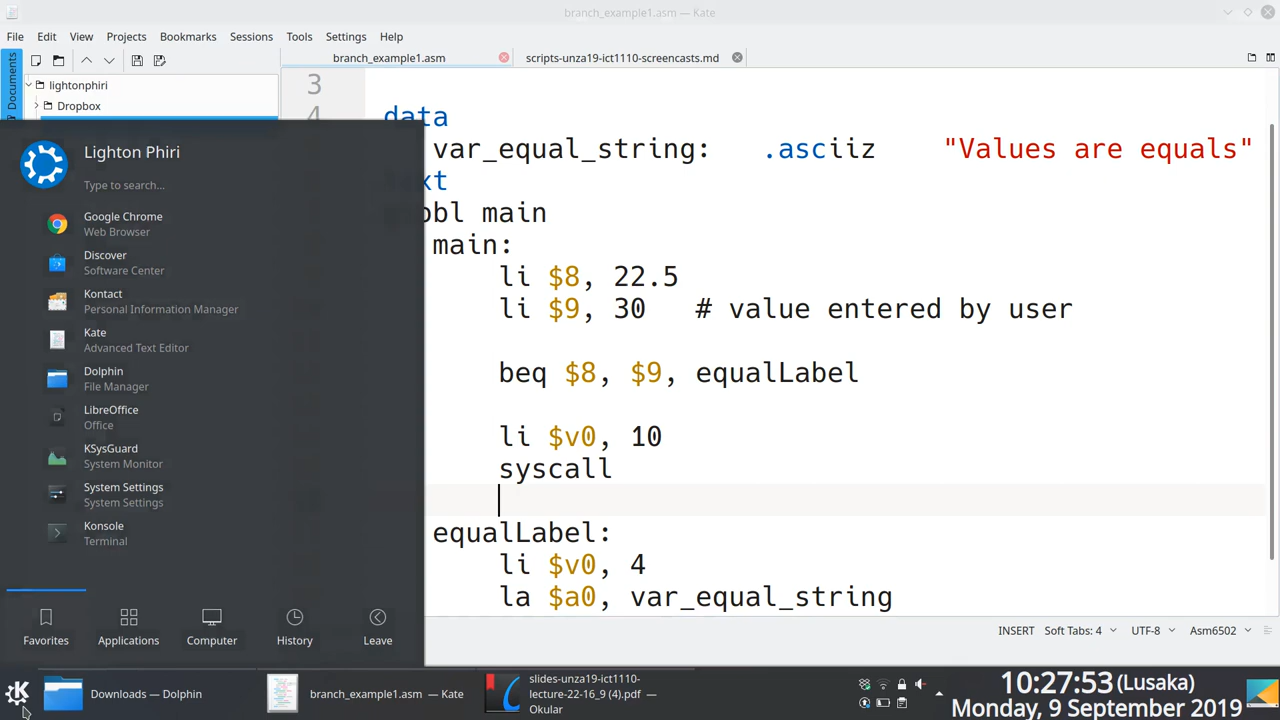 branch_example1.asm — Kate
File Edit View Projects Bookmarks Sessions Tools Settings Help
branch_example1.asm scripts-unza19-ict1110-screencasts.md
Documents
lightonphiri
Dropbox
3
4
data
var_equal_string: .asciiz "Values are equals"
xt
bl main
main:
li $8, 22.5
li $9, 30 # value entered by user
beq $8, $9, equalLabel
li $v0, 10
syscall
equalLabel:
li $v0, 4
la $a0, var_equal_string
Lighton Phiri
Type to search...
Google Chrome
Web Browser
Discover
Software Center
Kontact
Personal Information Manager
Kate
Advanced Text Editor
Dolphin
File Manager
LibreOffice
Office
KSysGuard
System Monitor
System Settings
System Settings
Konsole
Terminal
Favorites Applications Computer History Leave
INSERT Soft Tabs: 4 UTF-8 Asm6502
Downloads — Dolphin
branch_example1.asm — Kate
slides-unza19-ict1110-
lecture-22-16_9 (4).pdf —
Okular
10:27:53 (Lusaka)
Monday, 9 September 2019